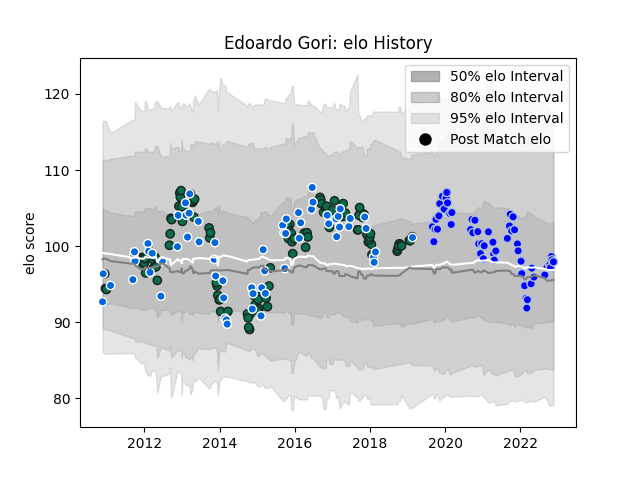 Edoardo Gori: elo History
120
110
100
90
80
elo score
2012 2014 2016 2018 2020 2022
50% elo Interval
80% elo Interval
95% elo Interval
Post Match elo